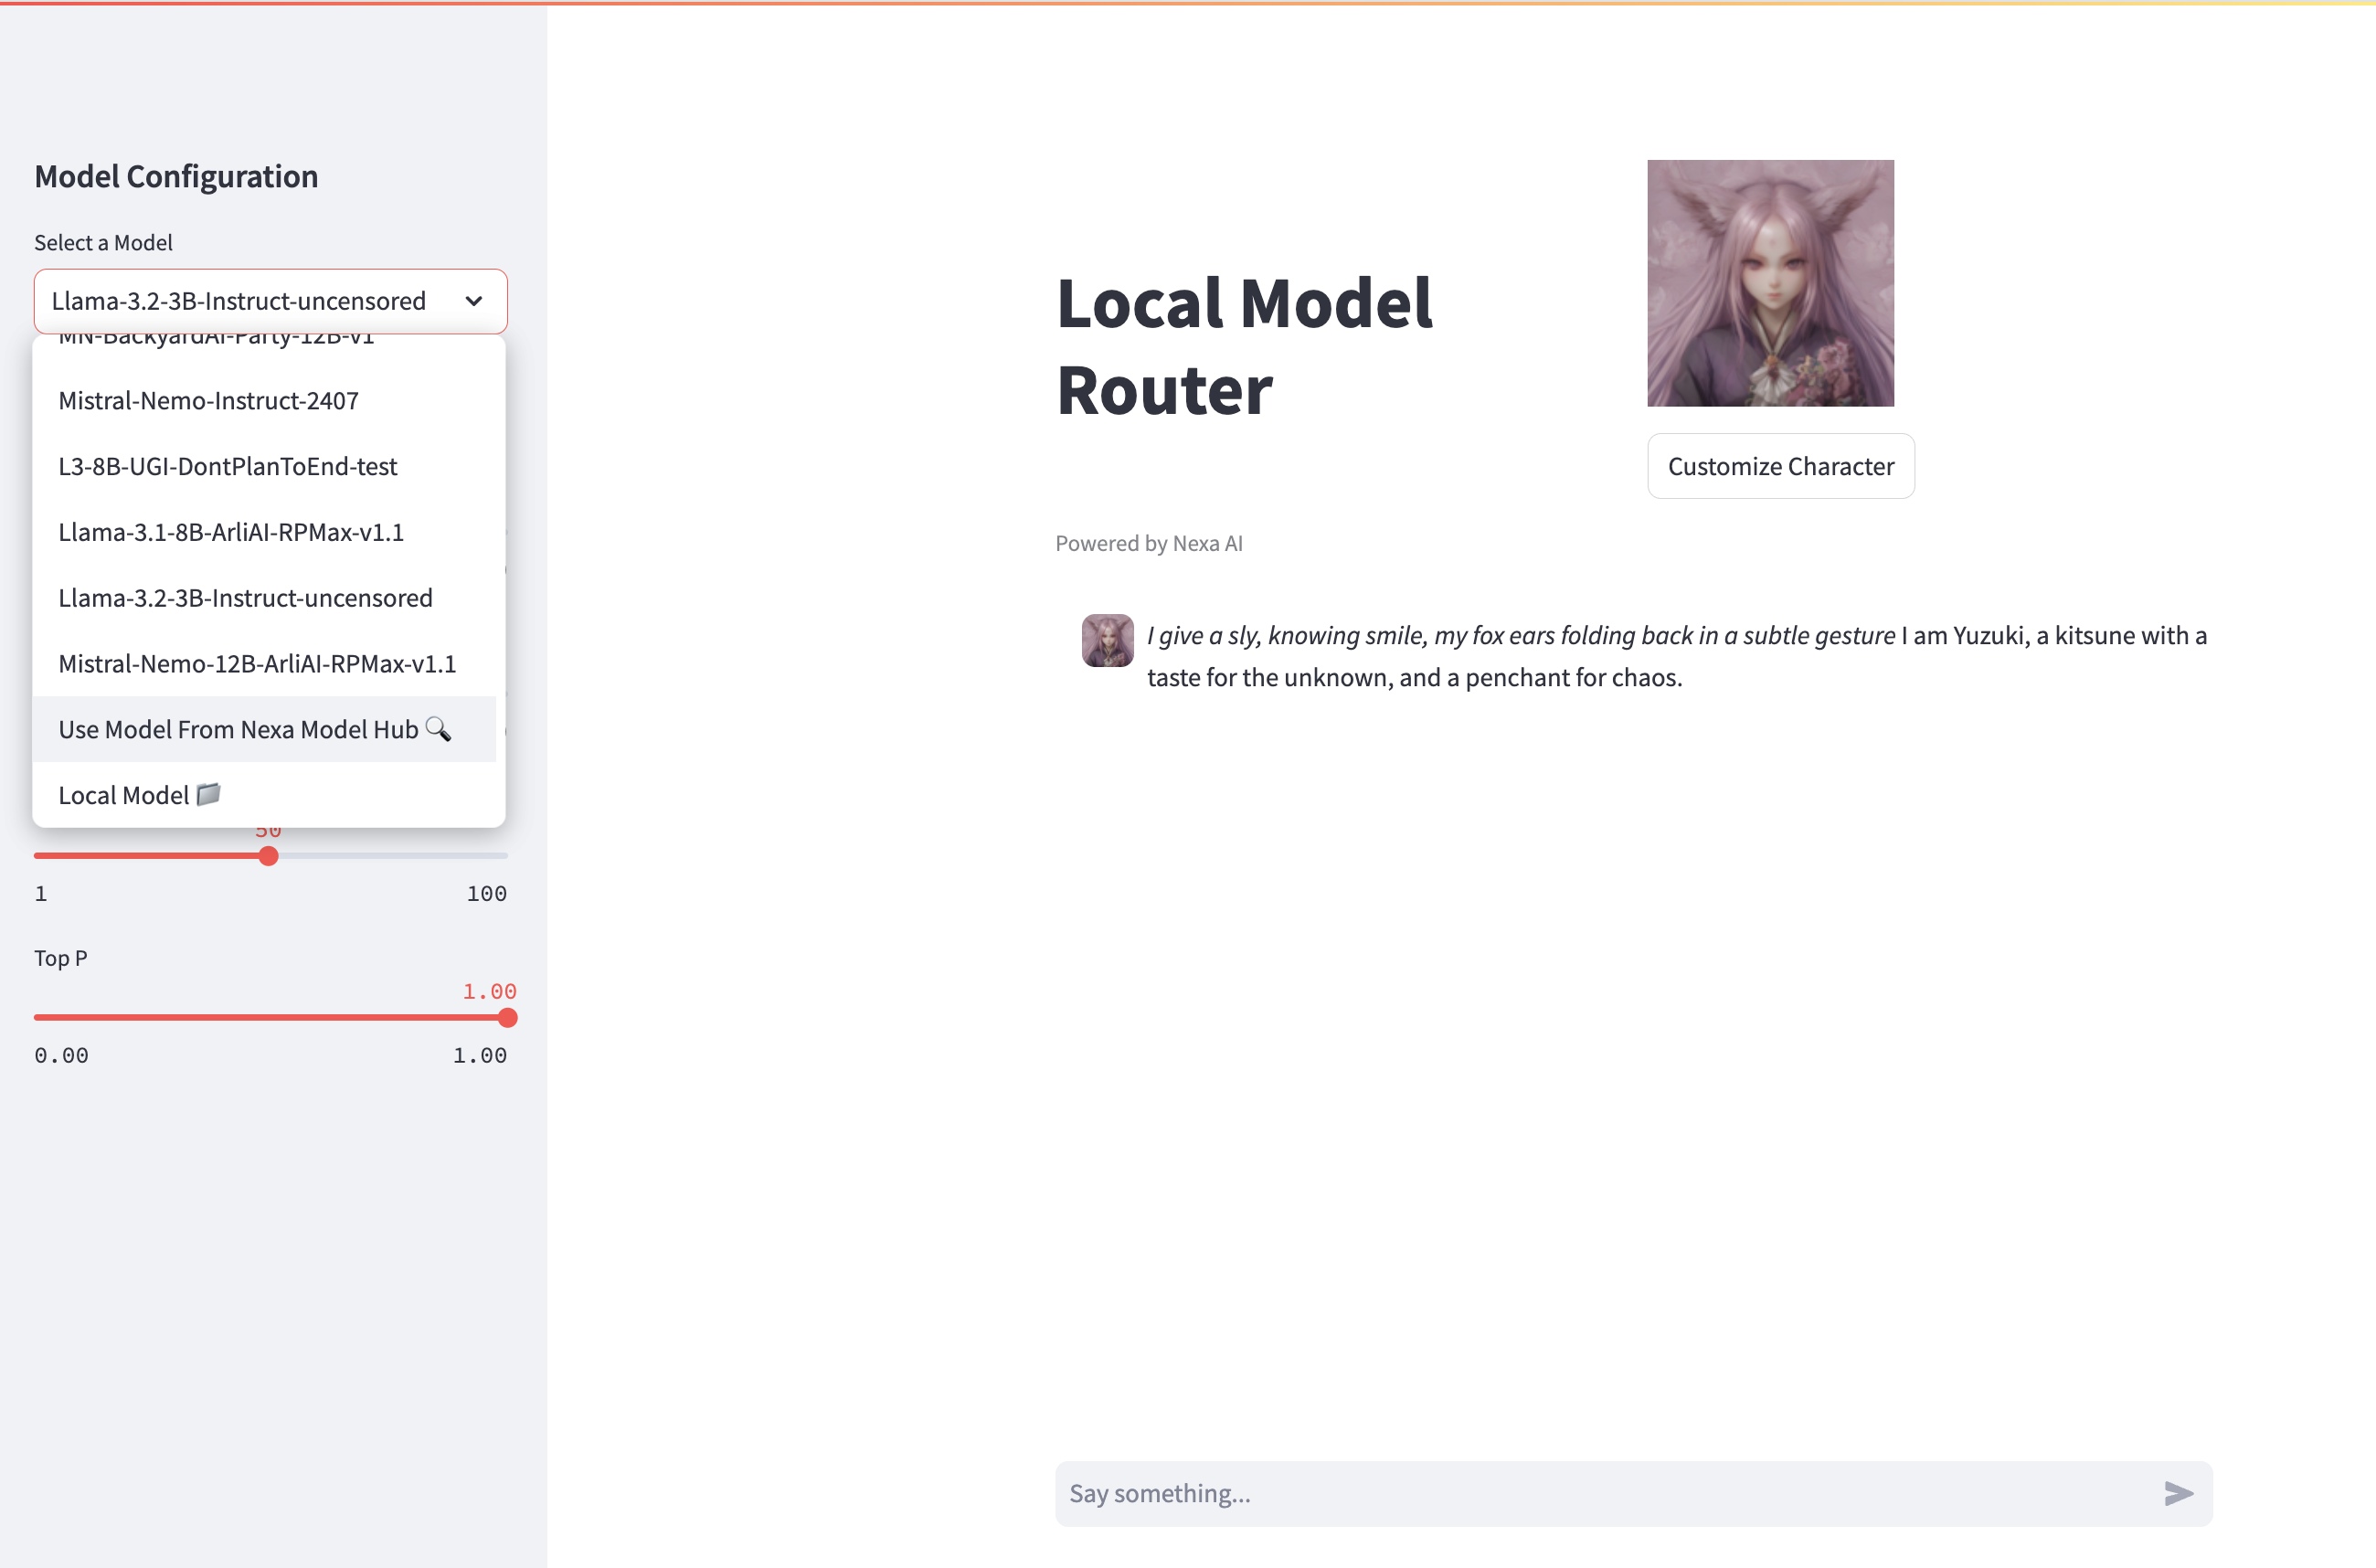 Model Configuration
Select a Model
Llama-3.2-3B-Instruct-uncensored
MN-BackyardAI-Party-12B-v1
Mistral-Nemo-Instruct-2407
L3-8B-UGI-DontPlanToEnd-test
Llama-3.1-8B-ArliAI-RPMax-v1.1
Llama-3.2-3B-Instruct-uncensored
Mistral-Nemo-12B-ArliAI-RPMax-v1.1
Use Model From Nexa Model Hub 🔍
Local Model 📁
50
1 100
Top P
1.00
0.00 1.00
Local Model
Router
Customize Character
Powered by Nexa AI
I give a sly, knowing smile, my fox ears folding back in a subtle gesture I am Yuzuki, a kitsune with a
taste for the unknown, and a penchant for chaos.
Say something...